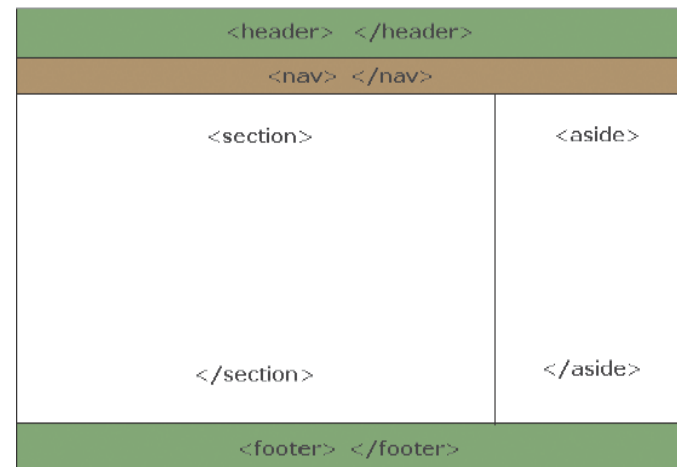 <header> </header>
<nav> </nav>
<section>
</section>
<aside>
</aside>
<footer> </footer>